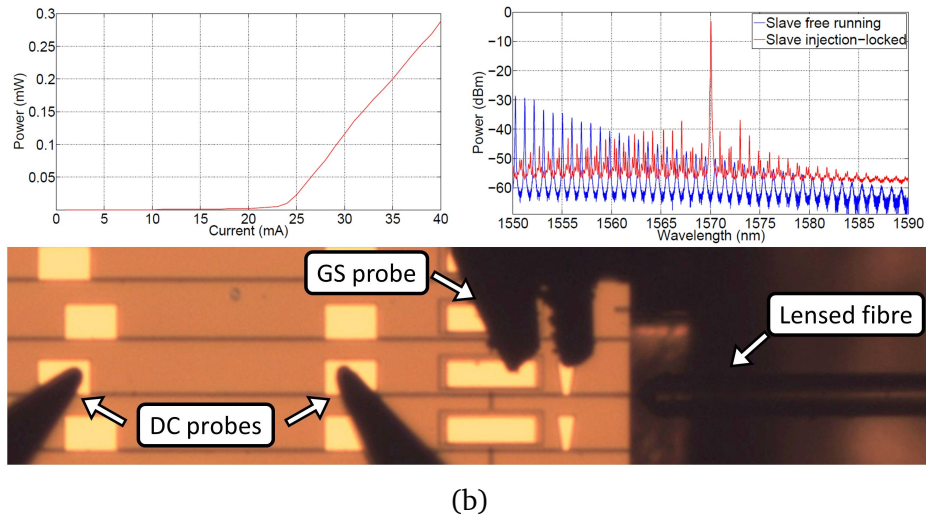 0.3
0.25
0.2
0.15
0.1
0.05
Power (mW)
0 5 10 15 20 25 30 35 40
Current (mA)
0
−10
−20
−30
−40
−50
−60
Power (dBm)
Slave free running
Slave injection−locked
1550 1555 1560 1565 1570 1575 1580 1585 1590
Wavelength (nm)
GS probe
Lensed fibre
DC probes
(b)